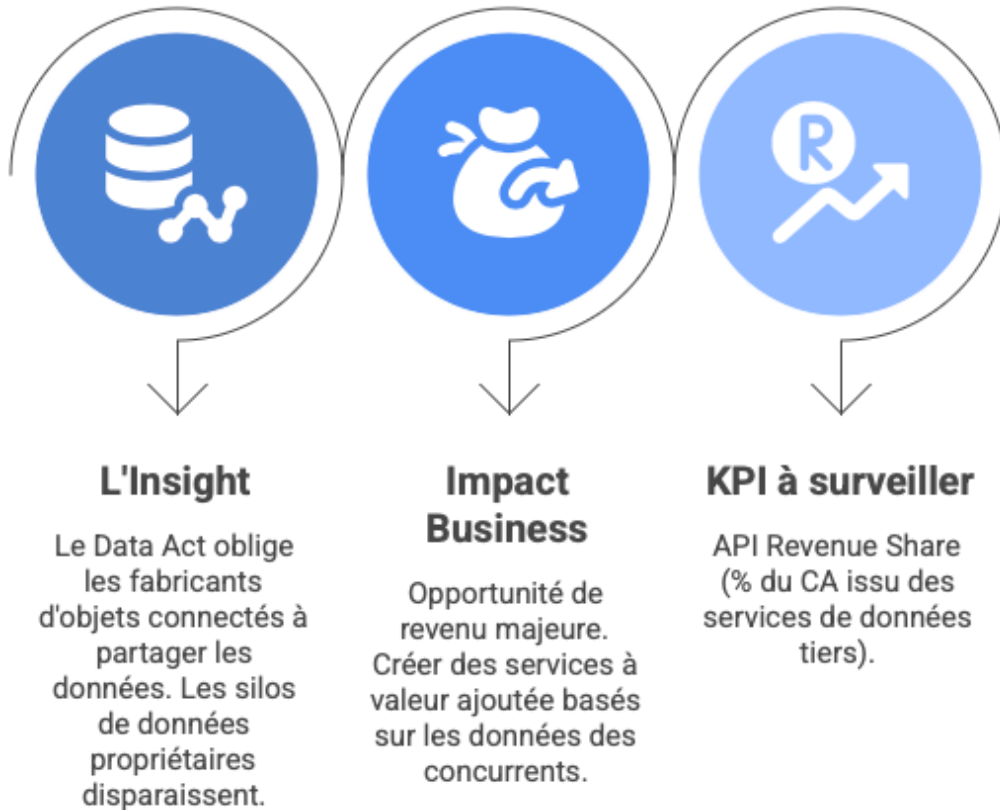 R
L'Insight
Le Data Act oblige
les fabricants
d'objets connectés à
partager les
données. Les silos
de données
propriétaires
disparaissent.
Impact
Business
Opportunité de
revenu majeure.
Créer des services à
valeur ajoutée basés
sur les données des
concurrents.
KPI à surveiller
API Revenue Share
(% du CA issu des
services de données
tiers).